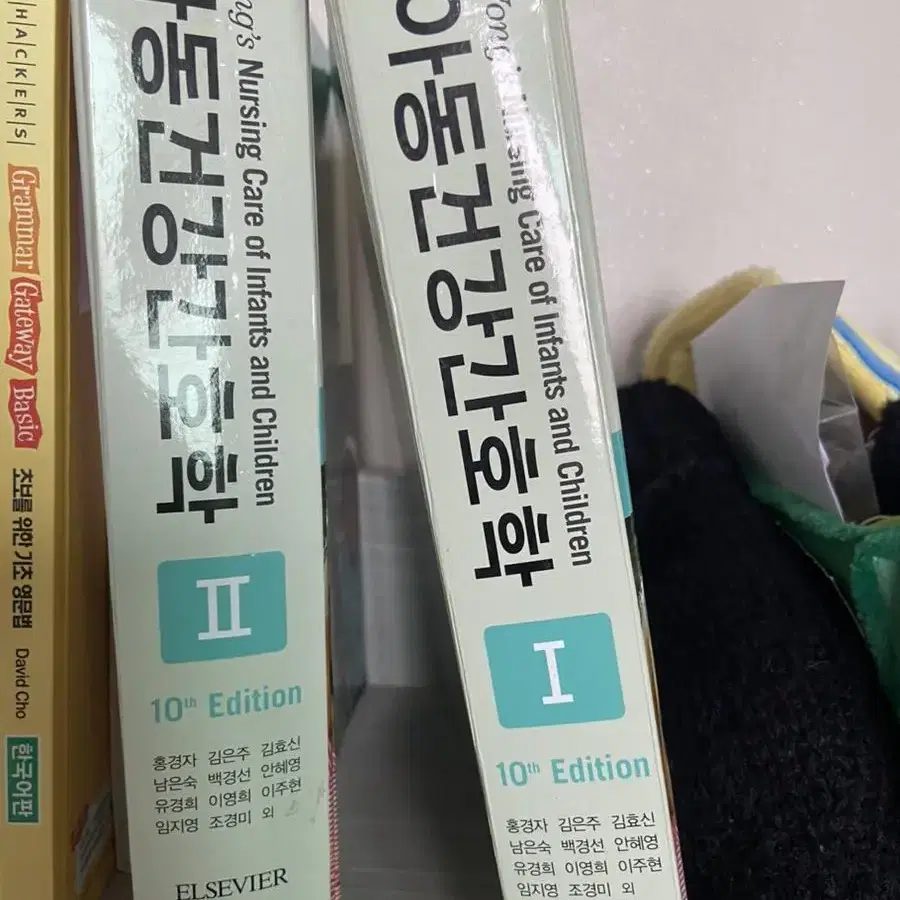 HACKERS
Grammar Gateway Basic
초보를 위한 기초 영문법
David Cho
한국어판
Nursing Care of Infants and Children
아동건강간호학
II
10th Edition
홍경자 김은주 김효신
남은숙 백경선 안혜영
유경희 이영희 이주현
임지영 조경미 외
ELSEVIER
Wong's Nursing Care of Infants and Children
아동건강간호학
I
10th Edition
홍경자 김은주 김효신
남은숙 백경선 안혜영
유경희 이영희 이주현
임지영 조경미 외